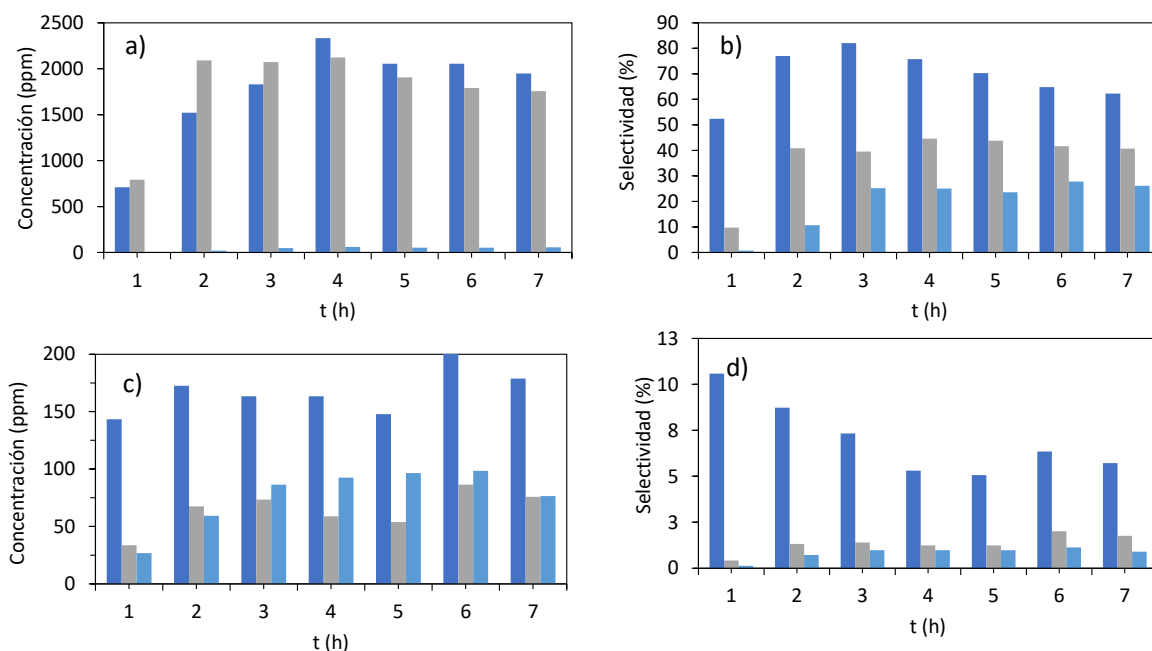 a)
Concentración (ppm)
2500
2000
1500
1000
500
0
1 2 3 4 5 6 7
t (h)
b)
Selectividad (%)
90
80
70
60
50
40
30
20
10
0
1 2 3 4 5 6 7
t (h)
c)
Concentración (ppm)
200
150
100
50
0
1 2 3 4 5 6 7
t (h)
d)
Selectividad (%)
13
10
8
5
3
0
1 2 3 4 5 6 7
t (h)